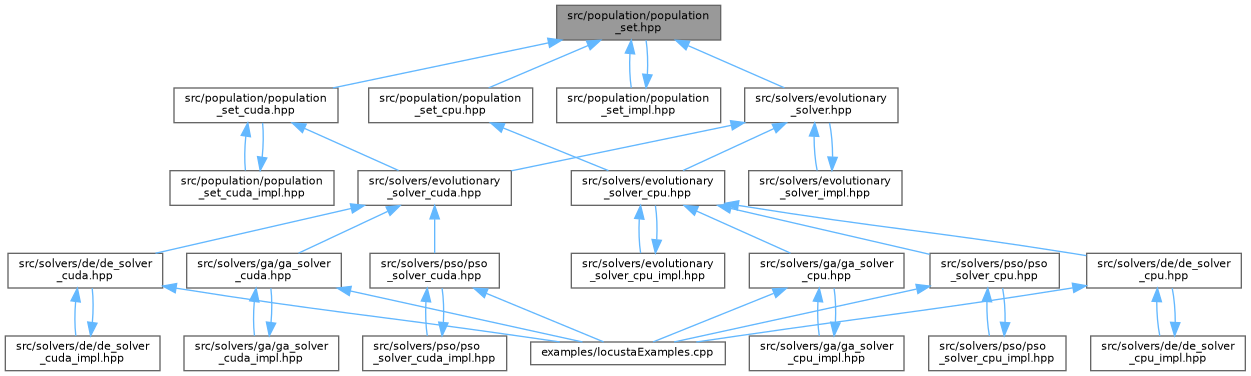 src/population/population
_set.hpp
src/population/population
_set_cuda.hpp
src/population/population
_set_cpu.hpp
src/population/population
_set_impl.hpp
src/solvers/evolutionary
_solver.hpp
src/population/population
_set_cuda_impl.hpp
src/solvers/evolutionary
_solver_cuda.hpp
src/solvers/evolutionary
_solver_cpu.hpp
src/solvers/evolutionary
_solver_impl.hpp
src/solvers/de/de_solver
_cuda.hpp
src/solvers/ga/ga_solver
_cuda.hpp
src/solvers/pso/pso
_solver_cuda.hpp
src/solvers/evolutionary
_solver_cpu_impl.hpp
src/solvers/ga/ga_solver
_cpu.hpp
src/solvers/pso/pso
_solver_cpu.hpp
src/solvers/de/de_solver
_cpu.hpp
src/solvers/de/de_solver
_cuda_impl.hpp
src/solvers/ga/ga_solver
_cuda_impl.hpp
src/solvers/pso/pso
_solver_cuda_impl.hpp
examples/locustaExamples.cpp
src/solvers/ga/ga_solver
_cpu_impl.hpp
src/solvers/pso/pso
_solver_cpu_impl.hpp
src/solvers/de/de_solver
_cpu_impl.hpp